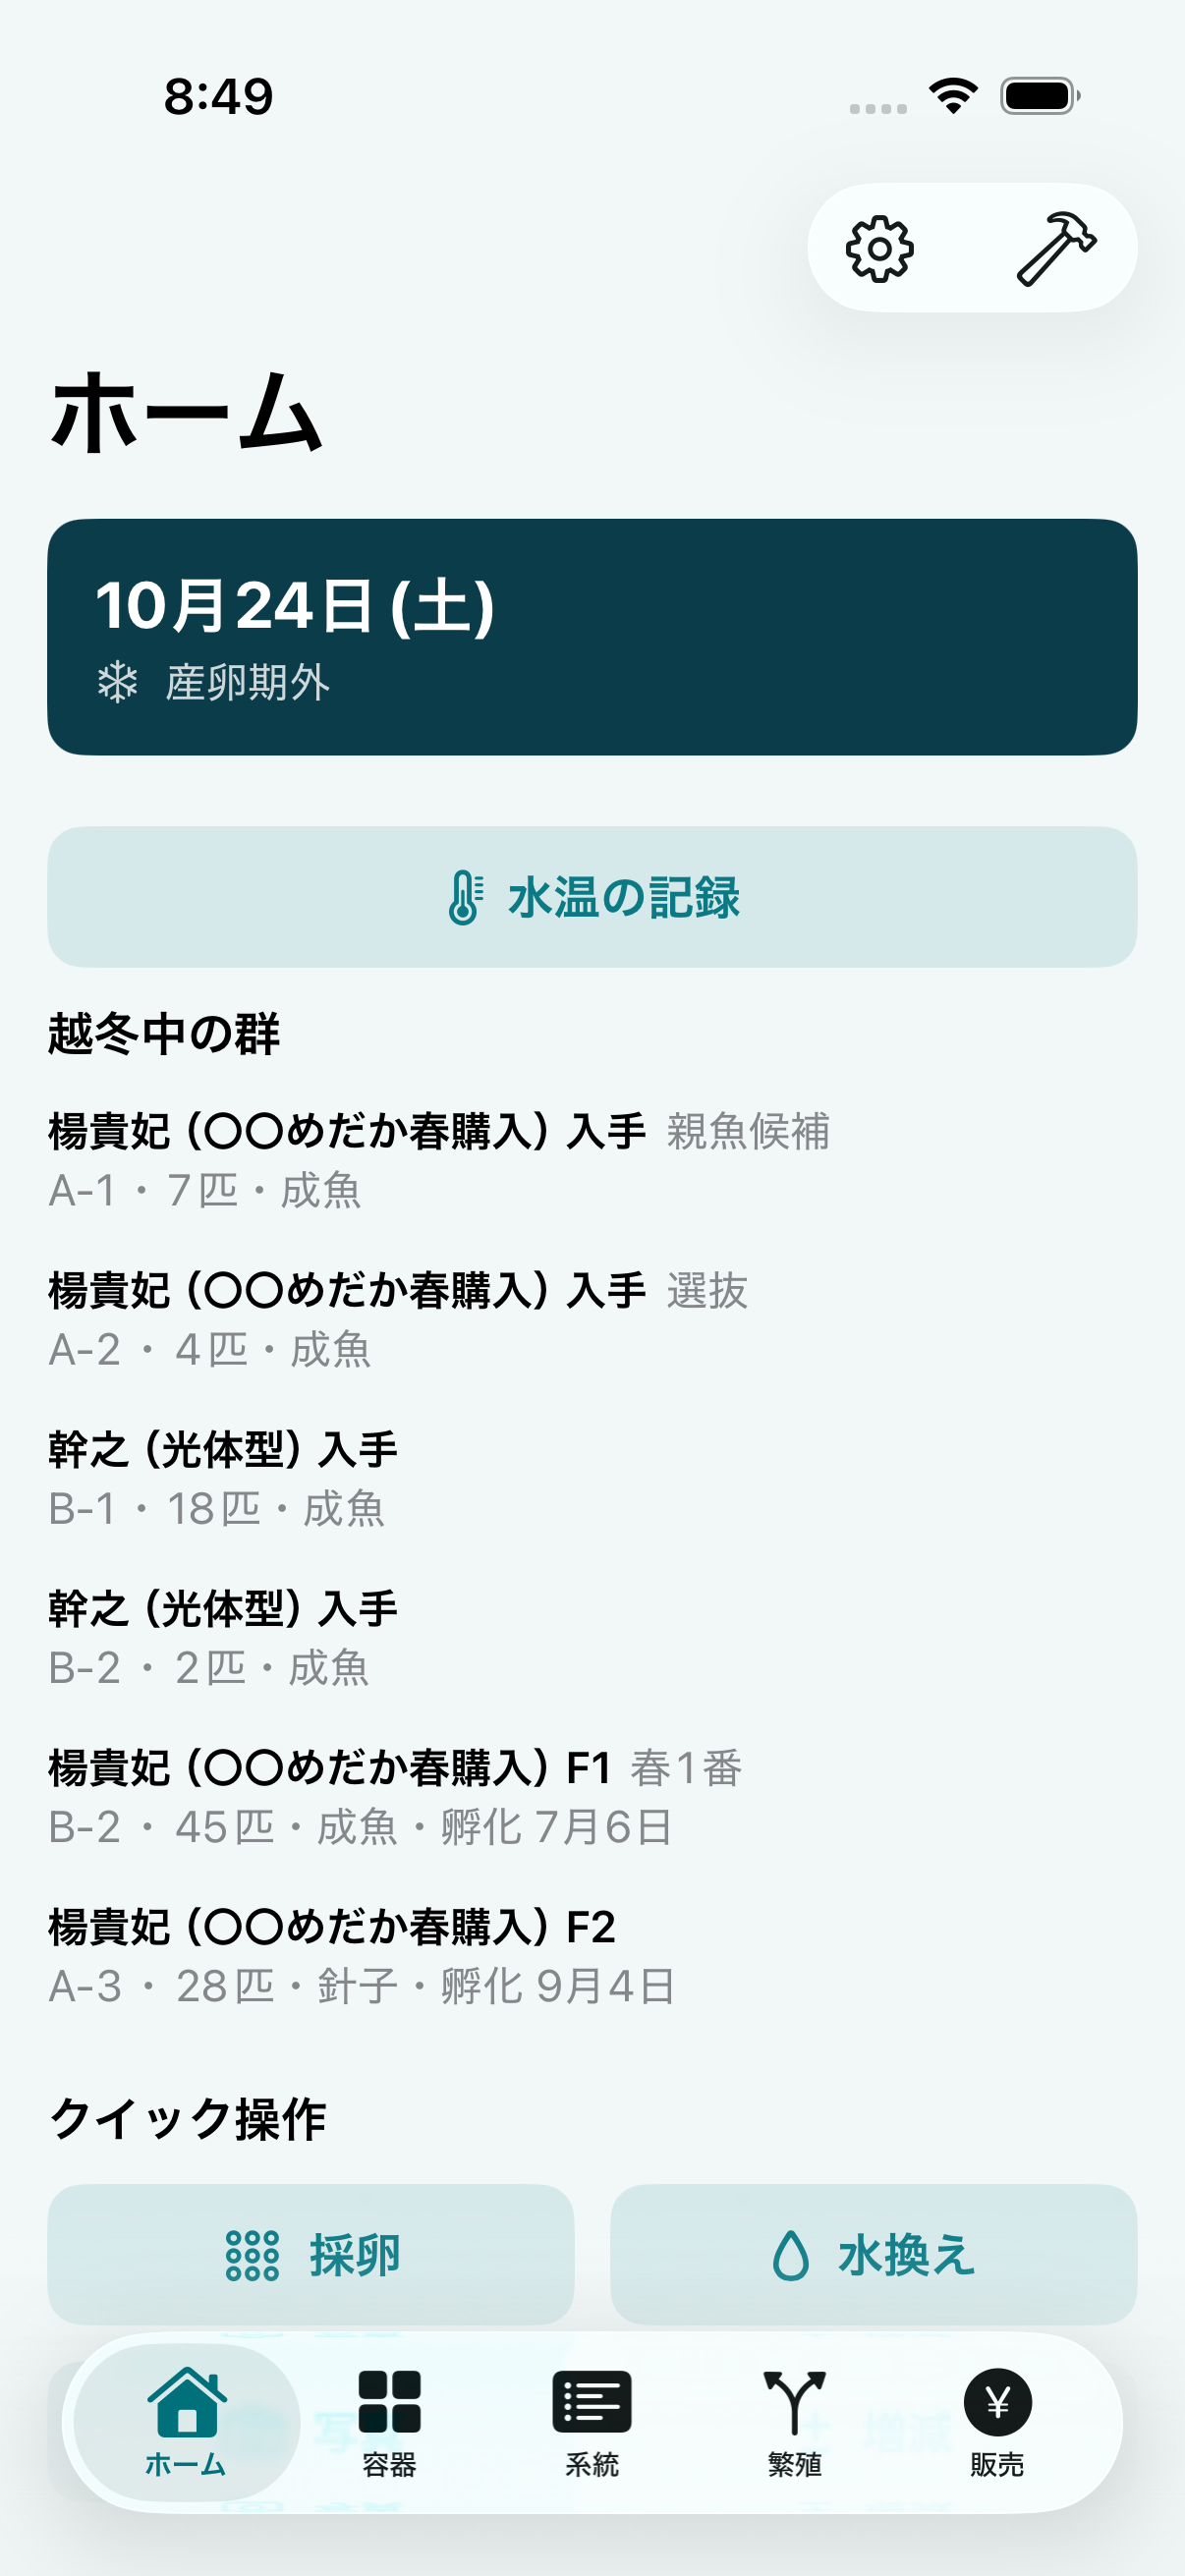 8:49
ホーム
10月24日(土)
産卵期外
水温の記録
越冬中の群
楊貴妃（〇〇めだか春購入）入手 親魚候補
A-1・7匹・成魚
楊貴妃（〇〇めだか春購入）入手 選抜
A-2・4匹・成魚
幹之（光体型）入手
B-1・18匹・成魚
幹之（光体型）入手
B-2・2匹・成魚
楊貴妃（〇〇めだか春購入）F1 春1番
B-2・45匹・成魚・孵化 7月6日
楊貴妃（〇〇めだか春購入）F2
A-3・28匹・針子・孵化 9月4日
クイック操作
採卵 水換え
写真 増減
ホーム 容器 系統 繁殖 販売